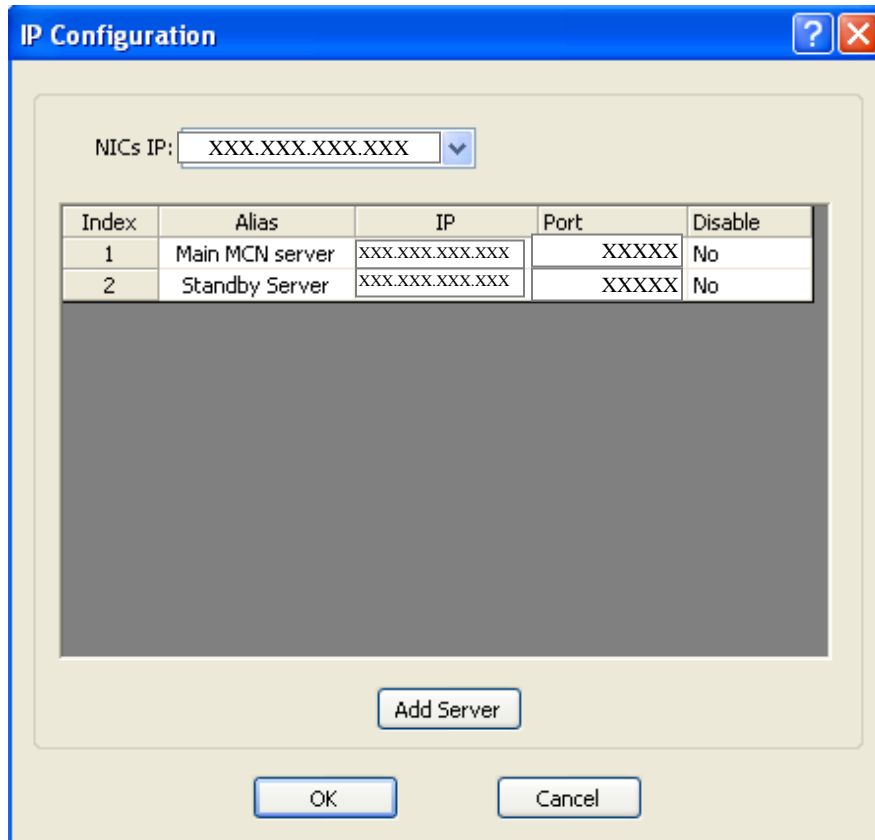 IP Configuration
NICs IP: XXX.XXX.XXX.XXX
Index Alias IP Port Disable
1 Main MCN server XXX.XXX.XXX.XXX XXXXX No
2 Standby Server XXX.XXX.XXX.XXX XXXXX No
Add Server
OK Cancel